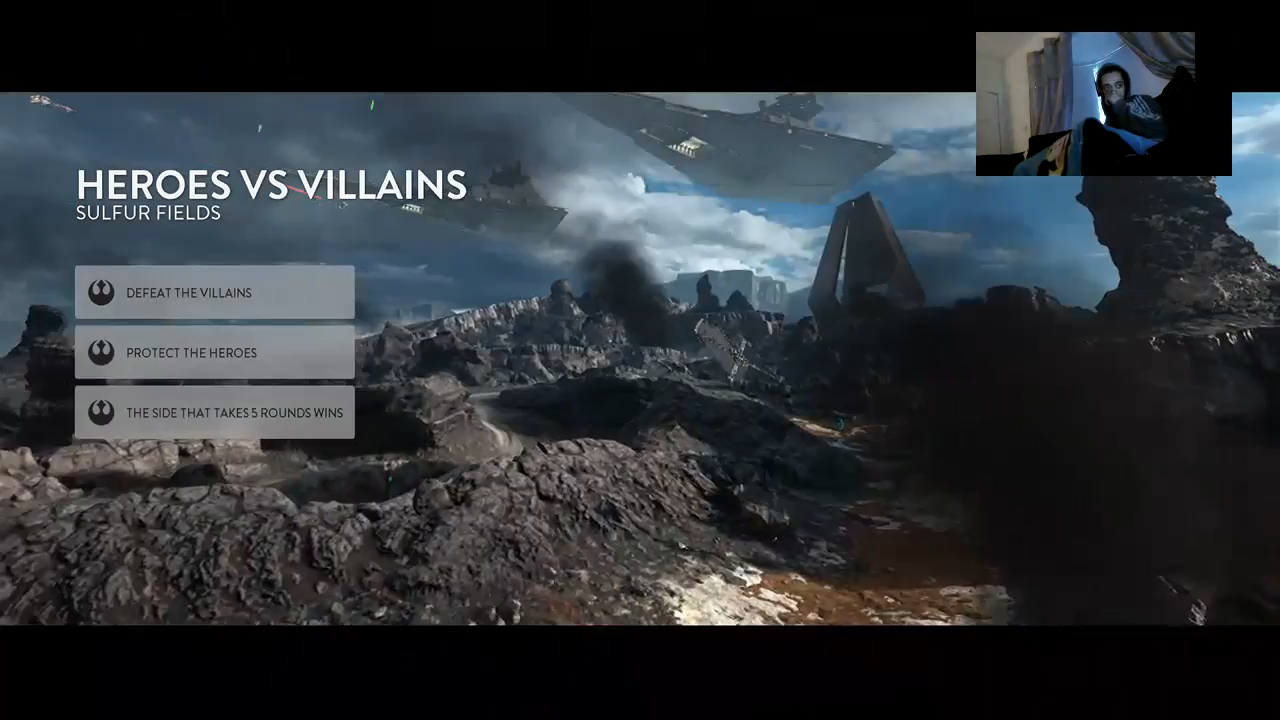 HEROES VS VILLAINS
SULFUR FIELDS
DEFEAT THE VILLAINS
PROTECT THE HEROES
THE SIDE THAT TAKES 5 ROUNDS WINS